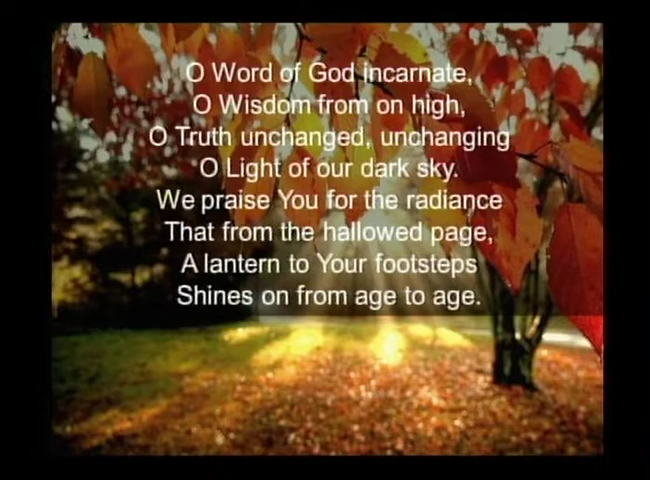 O Word of God incarnate,
O Wisdom from on high,
O Truth unchanged, unchanging
O Light of our dark sky.
We praise You for the radiance
That from the hallowed page,
A lantern to Your footsteps
Shines on from age to age.